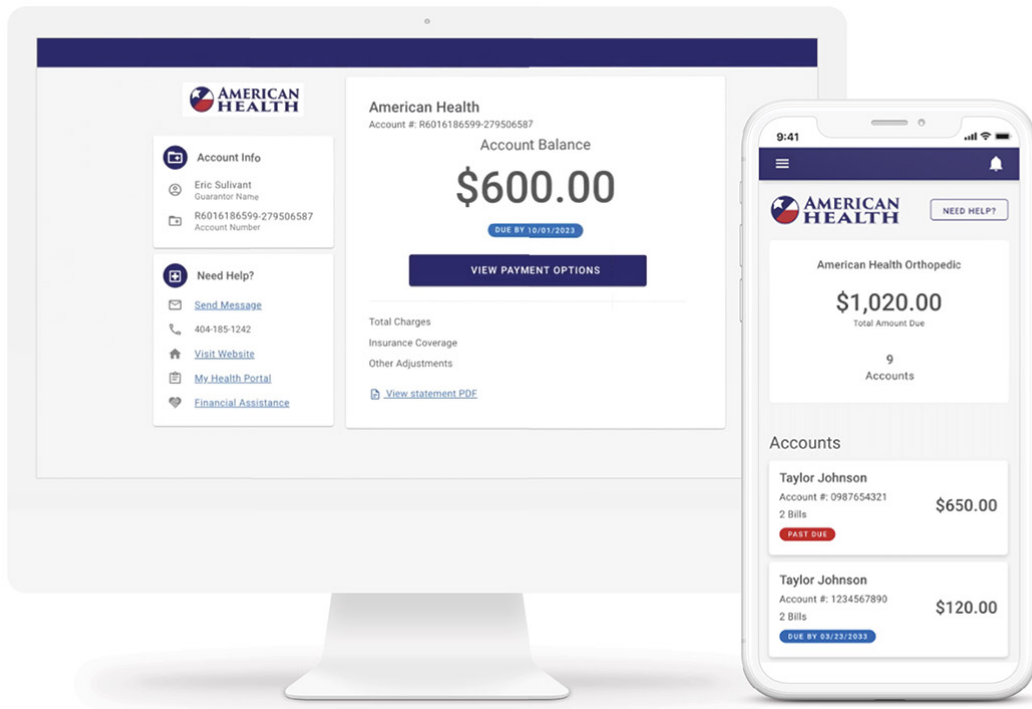 AMERICAN
HEALTH
Account Info
Eric Sulivant
Guarantor Name
R6016186599-279506587
Account Number
Need Help?
Send Message
404-185-1242
Visit Website
My Health Portal
Financial Assistance
American Health
Account #: R6016186599-279506587
Account Balance
$600.00
DUE BY 10/01/2023
VIEW PAYMENT OPTIONS
Total Charges
Insurance Coverage
Other Adjustments
View statement PDF
9:41
AMERICAN
HEALTH
NEED HELP?
American Health Orthopedic
$1,020.00
Total Amount Due
9
Accounts
Accounts
Taylor Johnson
Account #: 0987654321
2 Bills
$650.00
PAST DUE
Taylor Johnson
Account #: 1234567890
2 Bills
$120.00
DUE BY 03/23/2033